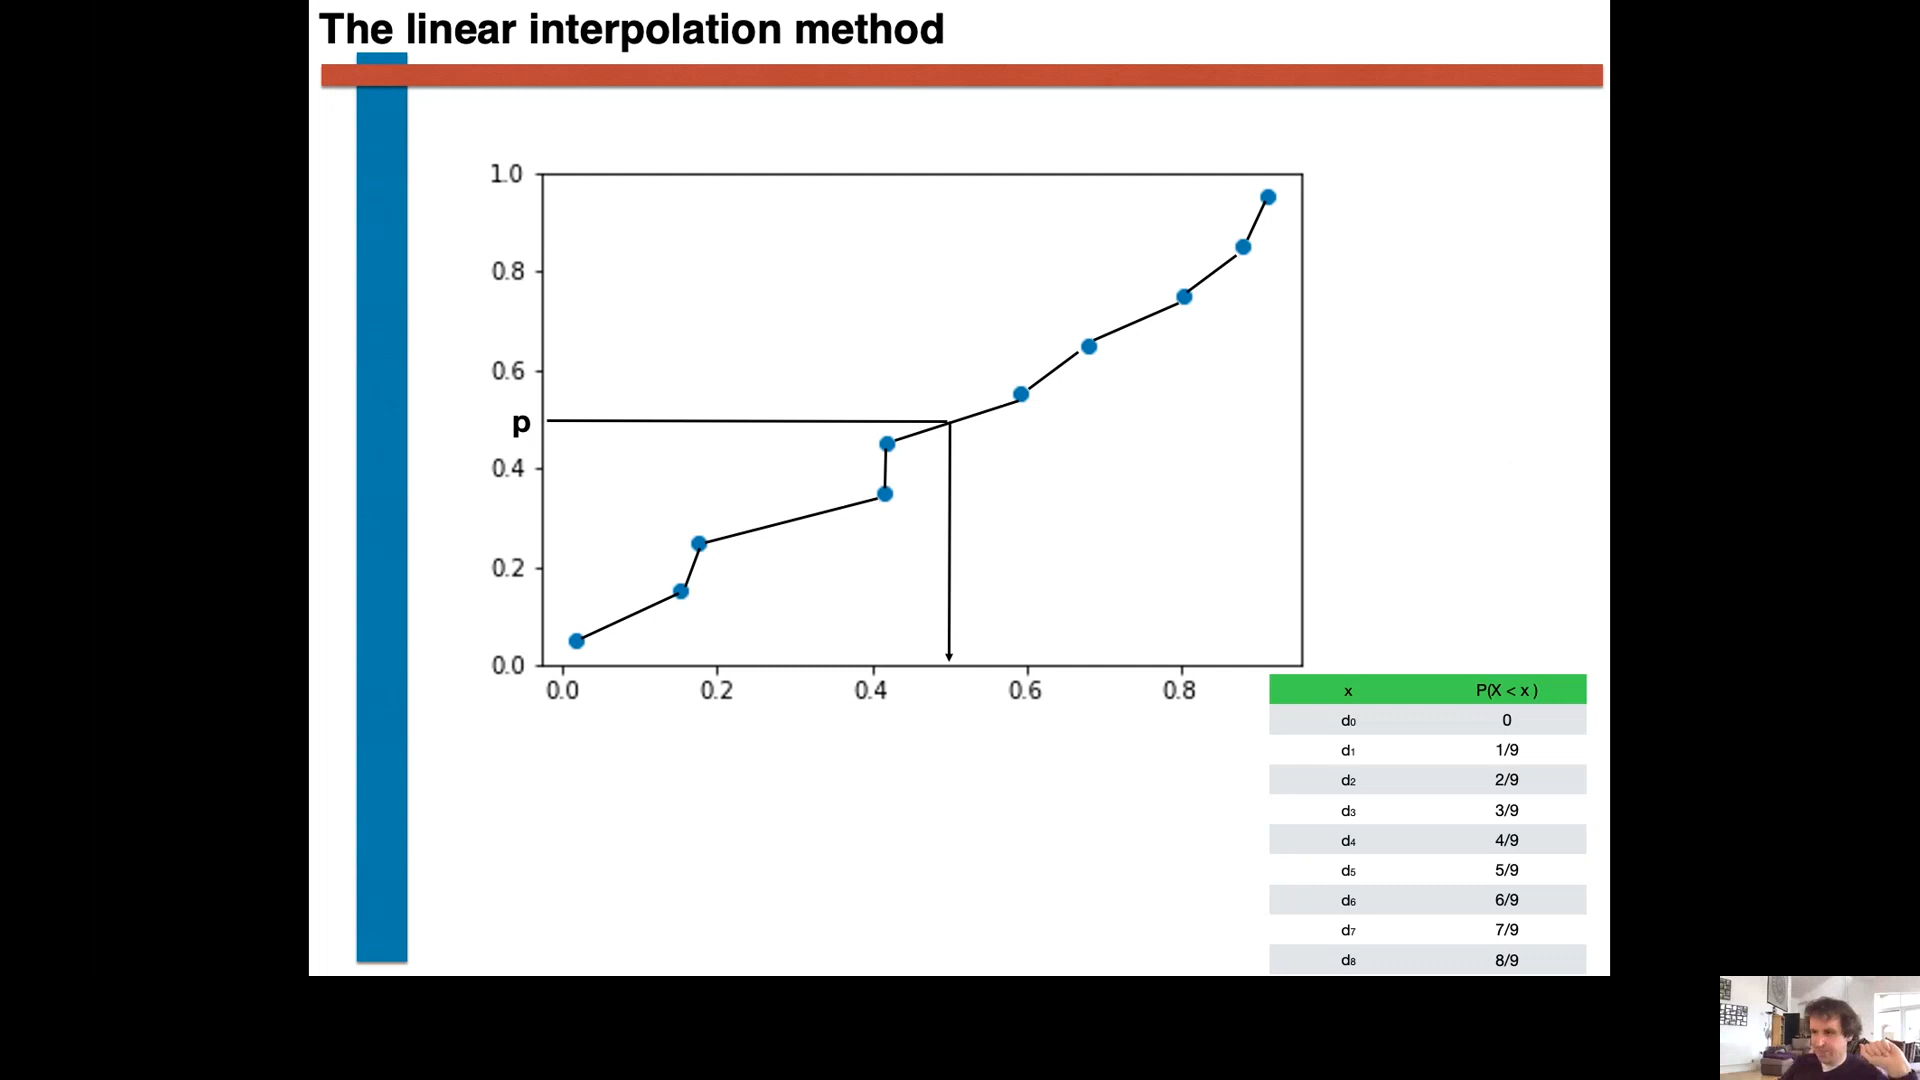 The linear interpolation method
1.0
0.8
0.6
p
0.4
0.2
0.0
0.0 0.2 0.4 0.6 0.8
x P(X < x )
d₀ 0
d₁ 1/9
d₂ 2/9
d₃ 3/9
d₄ 4/9
d₅ 5/9
d₆ 6/9
d₇ 7/9
d₈ 8/9